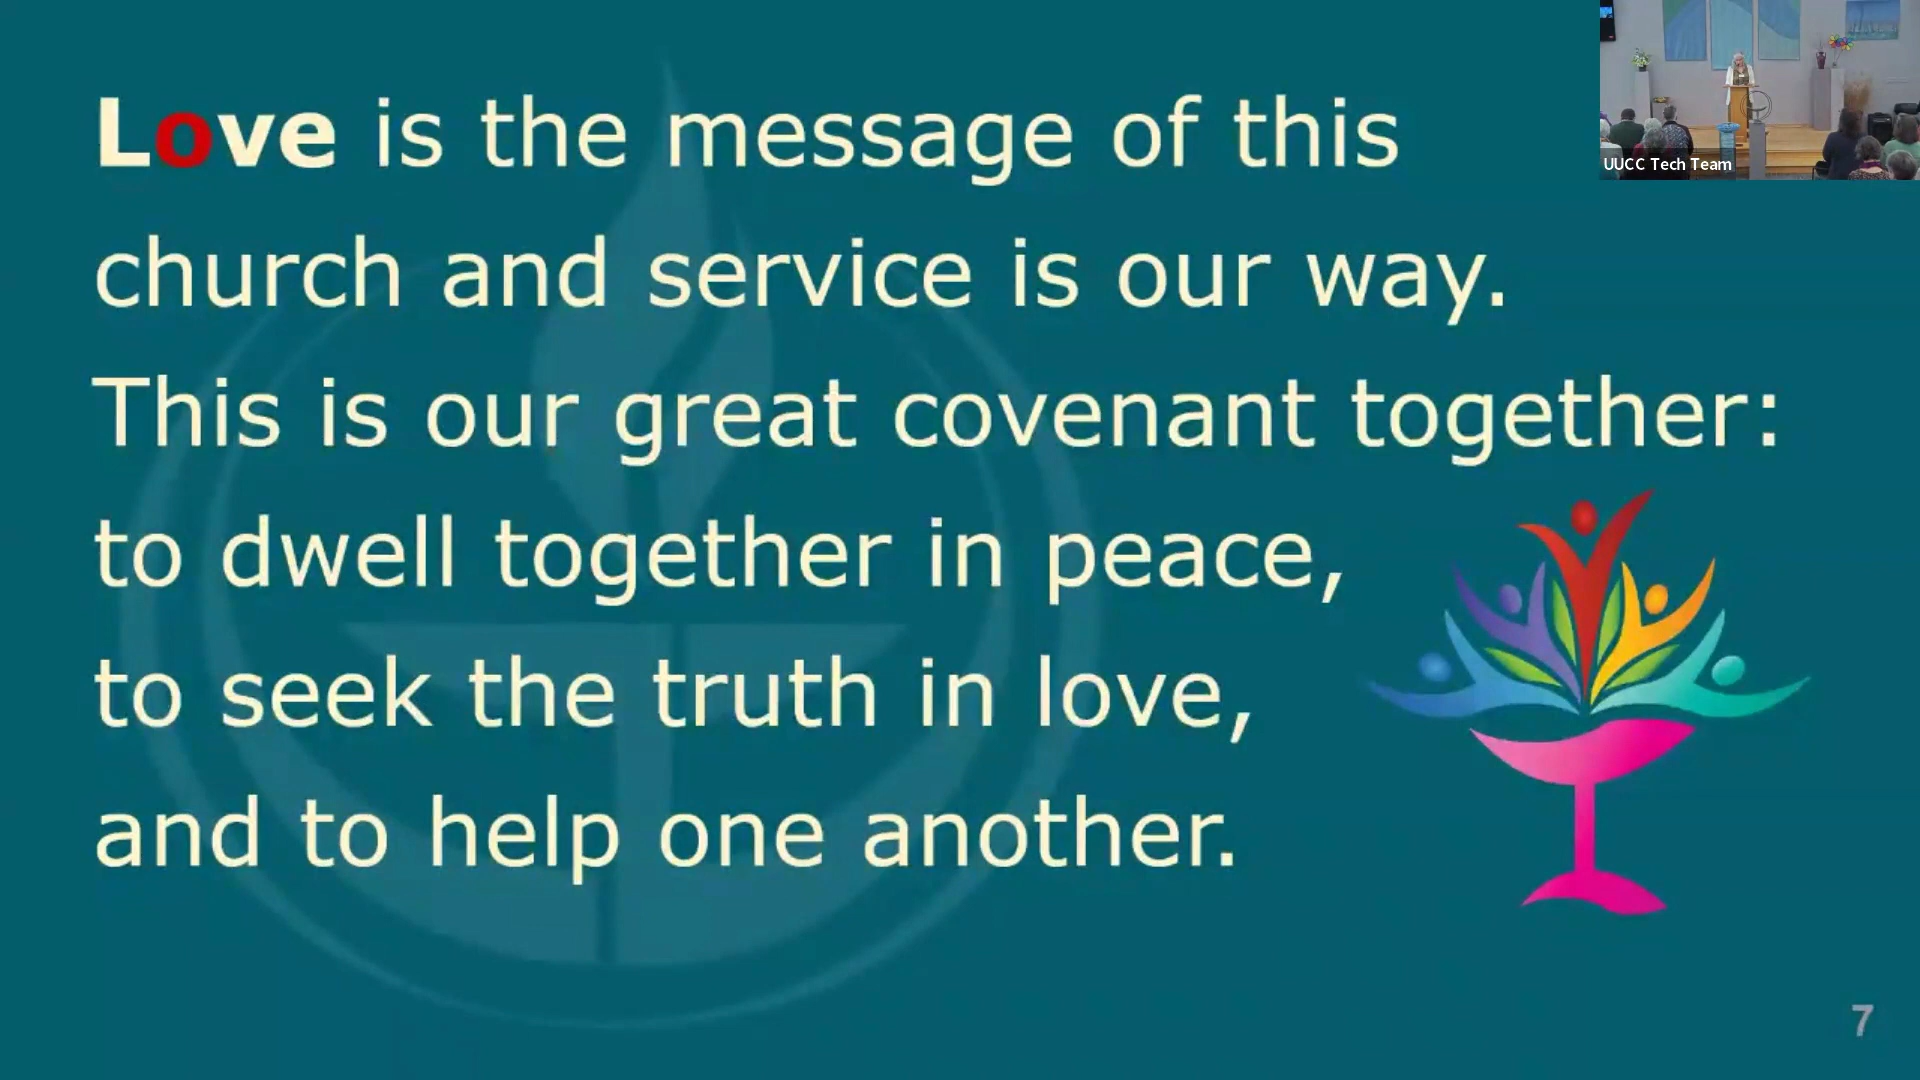 Love is the message of this
church and service is our way.
This is our great covenant together:
to dwell together in peace,
to seek the truth in love,
and to help one another.
UUCC Tech Team
7